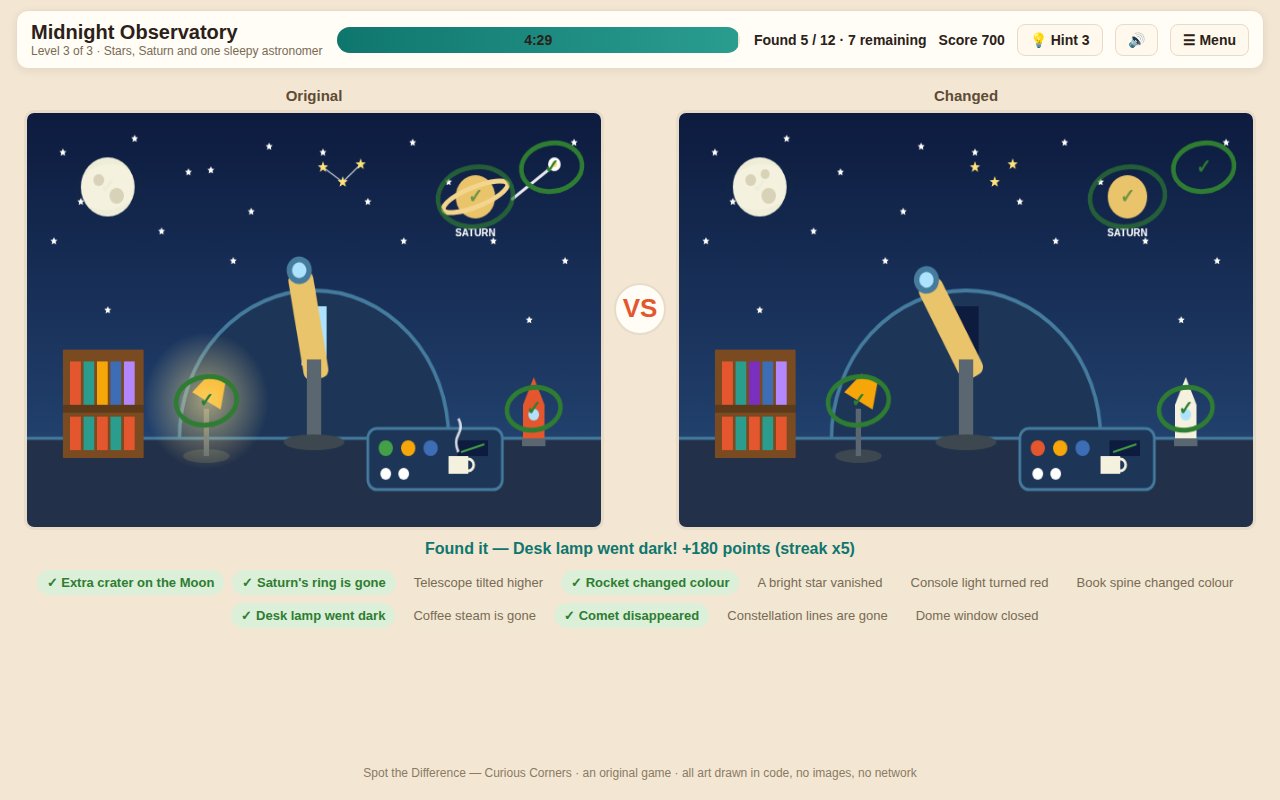 Midnight Observatory
Level 3 of 3 · Stars, Saturn and one sleepy astronomer
4:29
Found 5 / 12 · 7 remaining
Score 700
💡 Hint 3
🔊
☰ Menu
Original
Changed
SATURN
SATURN
VS
Found it — Desk lamp went dark! +180 points (streak x5)
✓ Extra crater on the Moon ✓ Saturn's ring is gone Telescope tilted higher ✓ Rocket changed colour A bright star vanished Console light turned red Book spine changed colour
✓ Desk lamp went dark Coffee steam is gone ✓ Comet disappeared Constellation lines are gone Dome window closed
Spot the Difference — Curious Corners · an original game · all art drawn in code, no images, no network